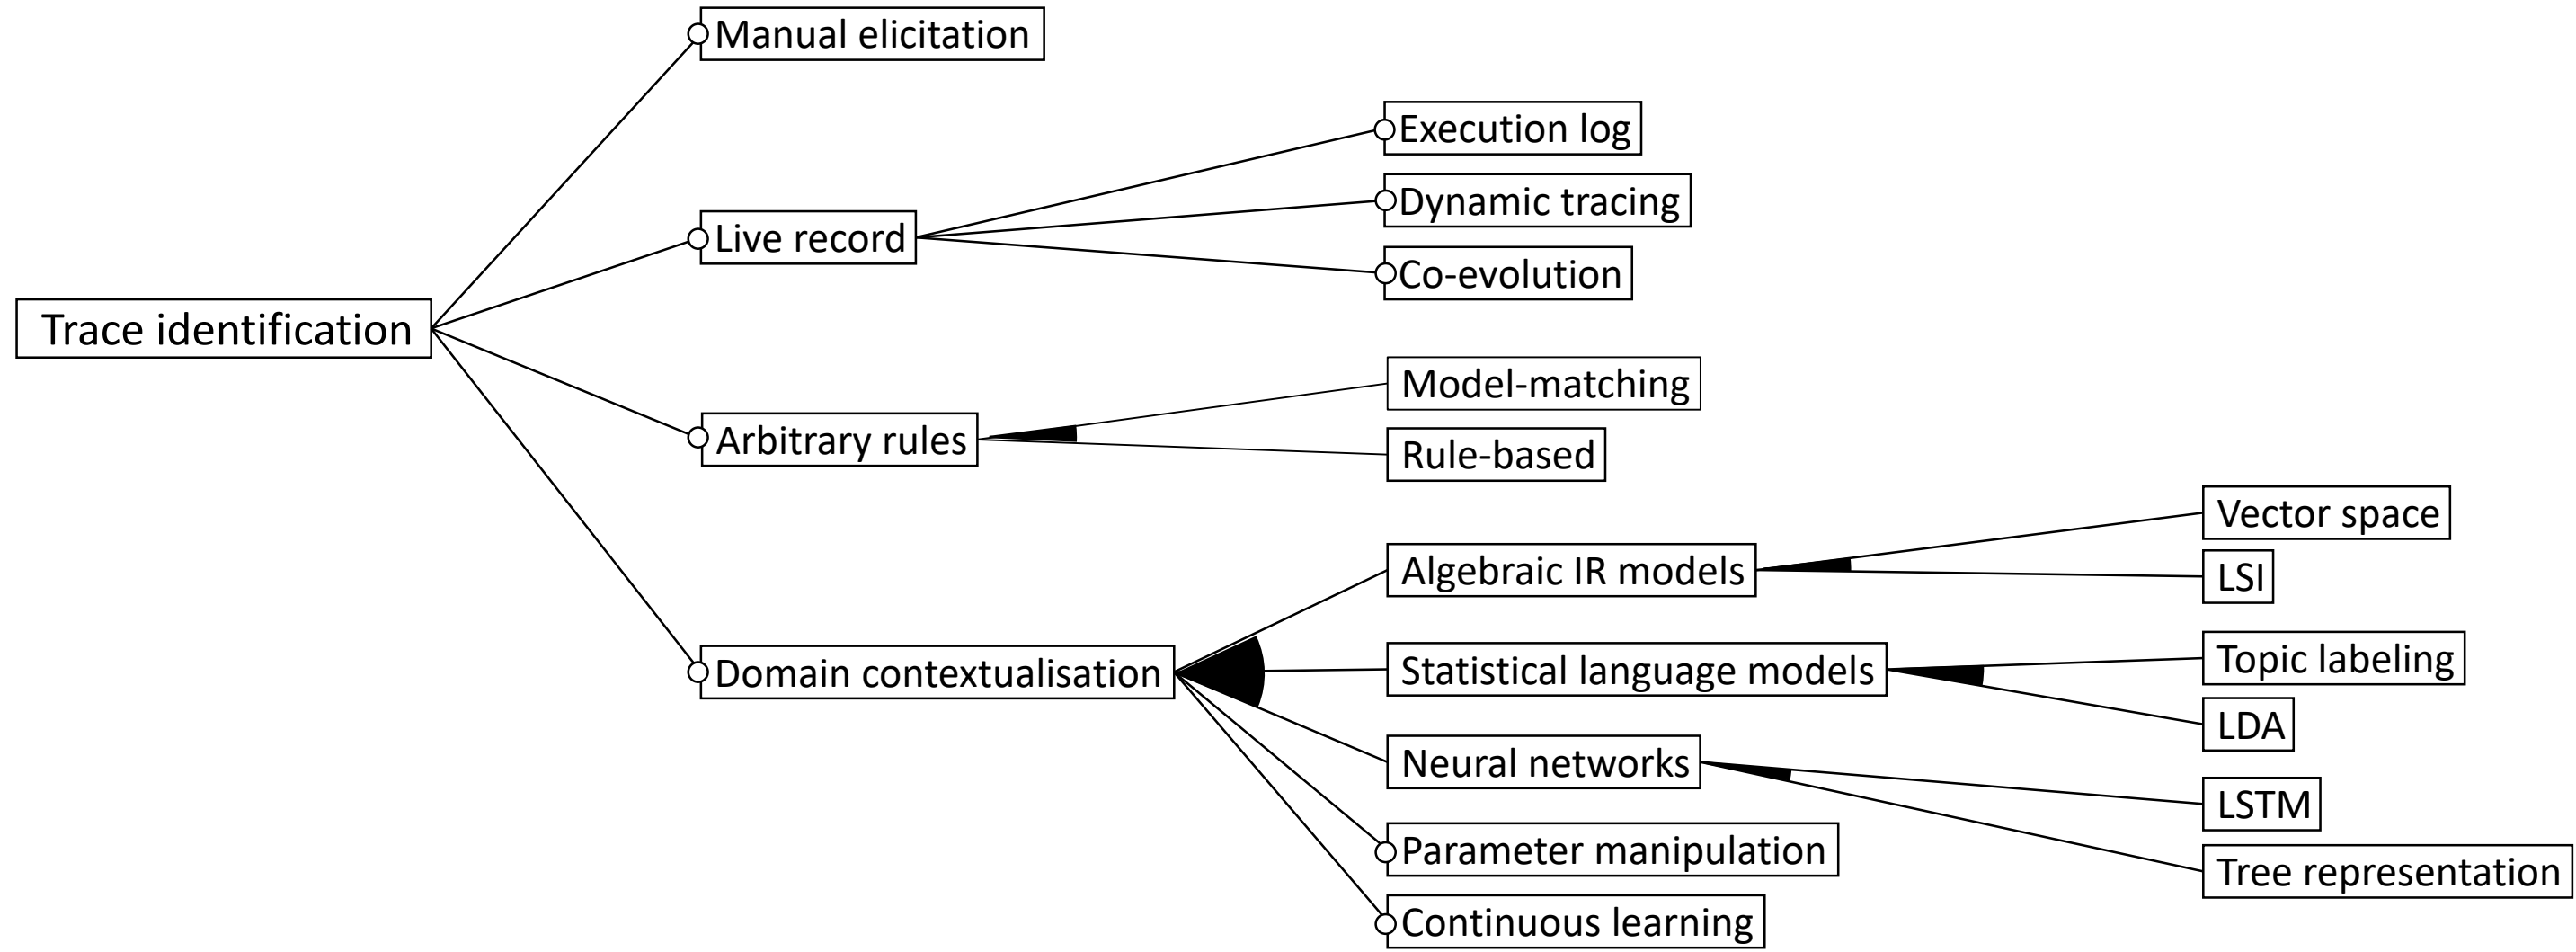 Manual elicitation
Execution log
Dynamic tracing
Live record
Co-evolution
Trace identification
Model-matching
Arbitrary rules
Rule-based
Vector space
Algebraic IR models
LSI
Topic labeling
Domain contextualisation
Statistical language models
LDA
Neural networks
LSTM
Parameter manipulation
Tree representation
Continuous learning